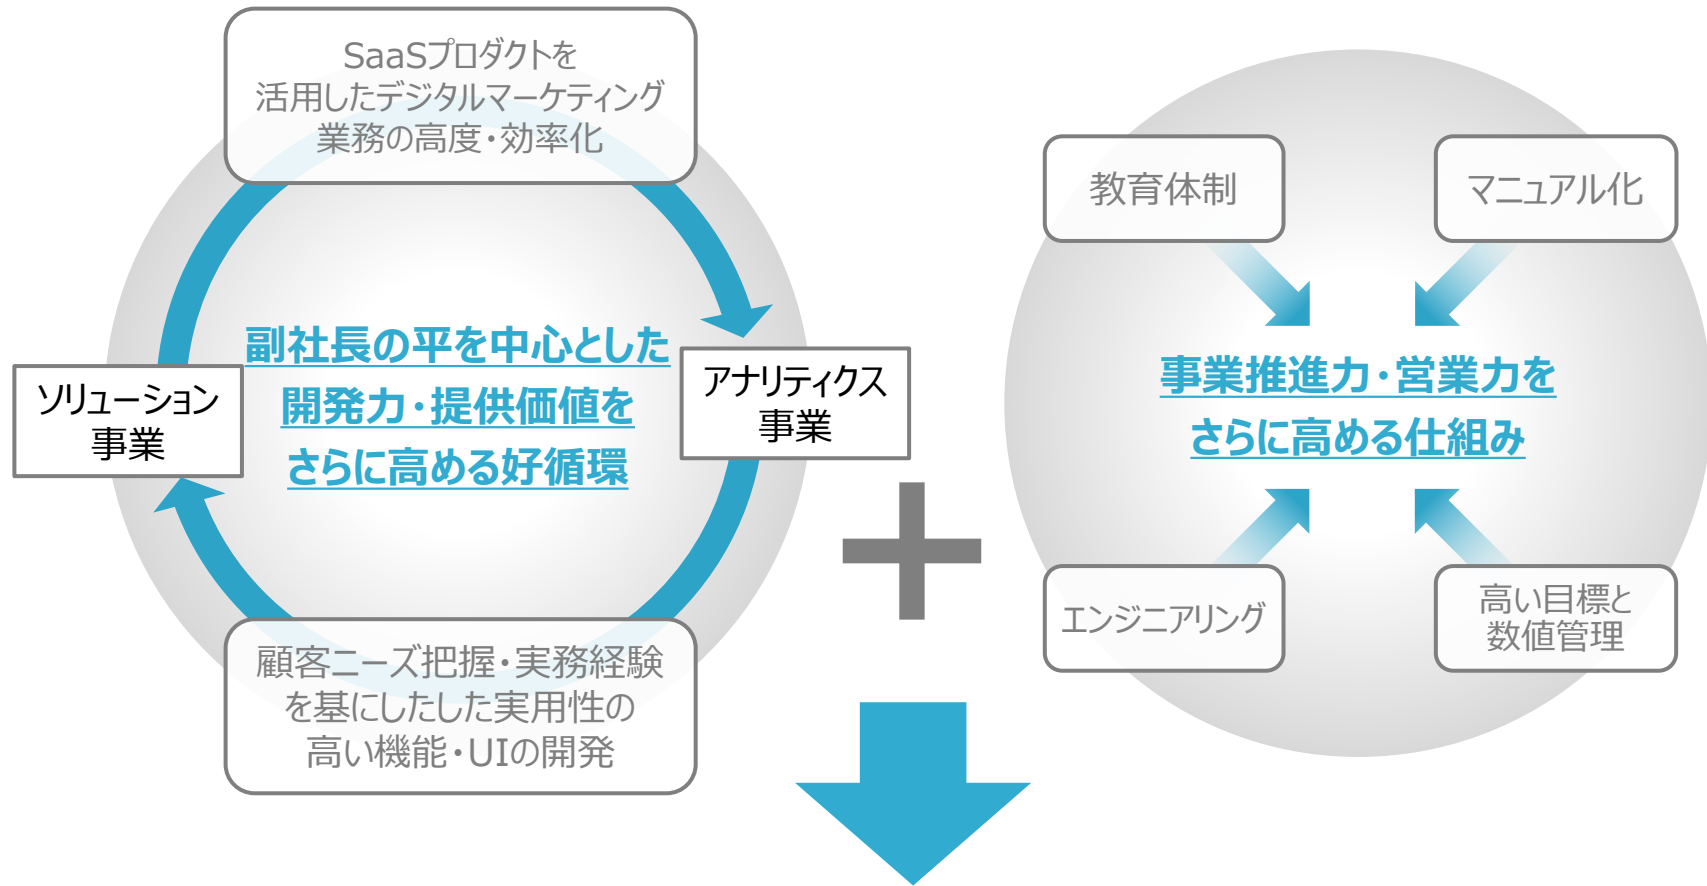 SaaSプロダクトを
活用したデジタルマーケティング
業務の高度・効率化
副社長の平を中心とした
開発力・提供価値を
さらに高める好循環
ソリューション
事業
アナリティクス
事業
顧客ニーズ把握・実務経験
を基にしたした実用性の
高い機能・UIの開発
教育体制
マニュアル化
事業推進力・営業力を
さらに高める仕組み
エンジニアリング
高い目標と
数値管理